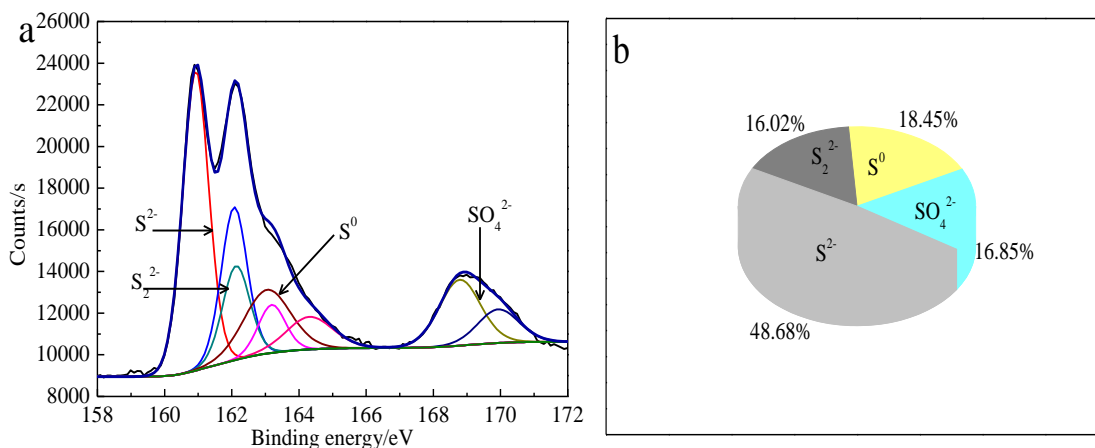 a
26000
24000
22000
20000
18000
16000
14000
12000
10000
8000
Counts/s
S²⁻
S₂²⁻
S⁰
SO₄²⁻
158 160 162 164 166 168 170 172
Binding energy/eV
b
16.02%
18.45%
S₂²⁻
S⁰
SO₄²⁻
S²⁻
16.85%
48.68%